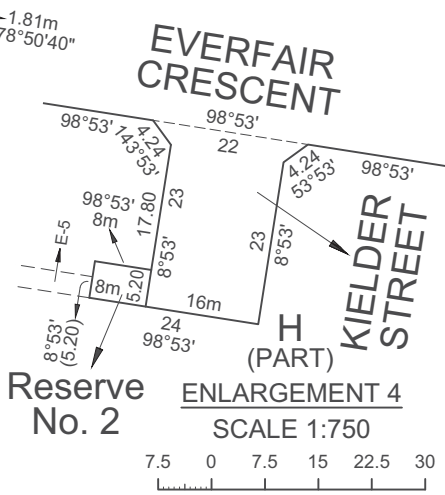 1.81m
78°50'40"
EVERFAIR
CRESCENT
98°53'
98°53'
4.24
143°53'
22
4.24
53°53'
98°53'
98°53'
8m
17.80
23
8°53'
23
8°53'
KIELDER
STREET
E-5
8m
5.20
16m
24
98°53'
8°53'
(5.20)
H
(PART)
Reserve
No. 2
ENLARGEMENT 4
SCALE 1:750
7.5 0 7.5 15 22.5 30